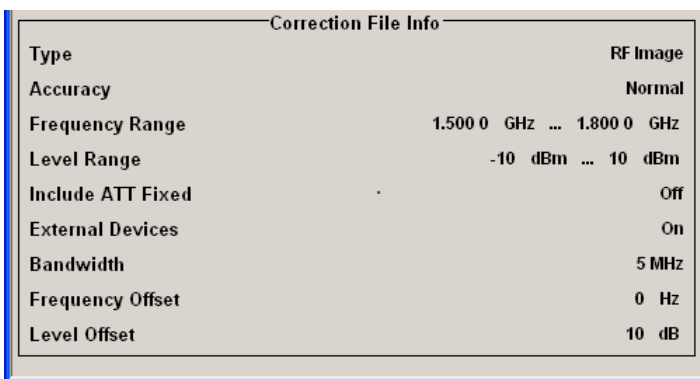 Correction File Info
Type RF Image
Accuracy Normal
Frequency Range 1.500 0 GHz ... 1.800 0 GHz
Level Range -10 dBm ... 10 dBm
Include ATT Fixed Off
External Devices On
Bandwidth 5 MHz
Frequency Offset 0 Hz
Level Offset 10 dB